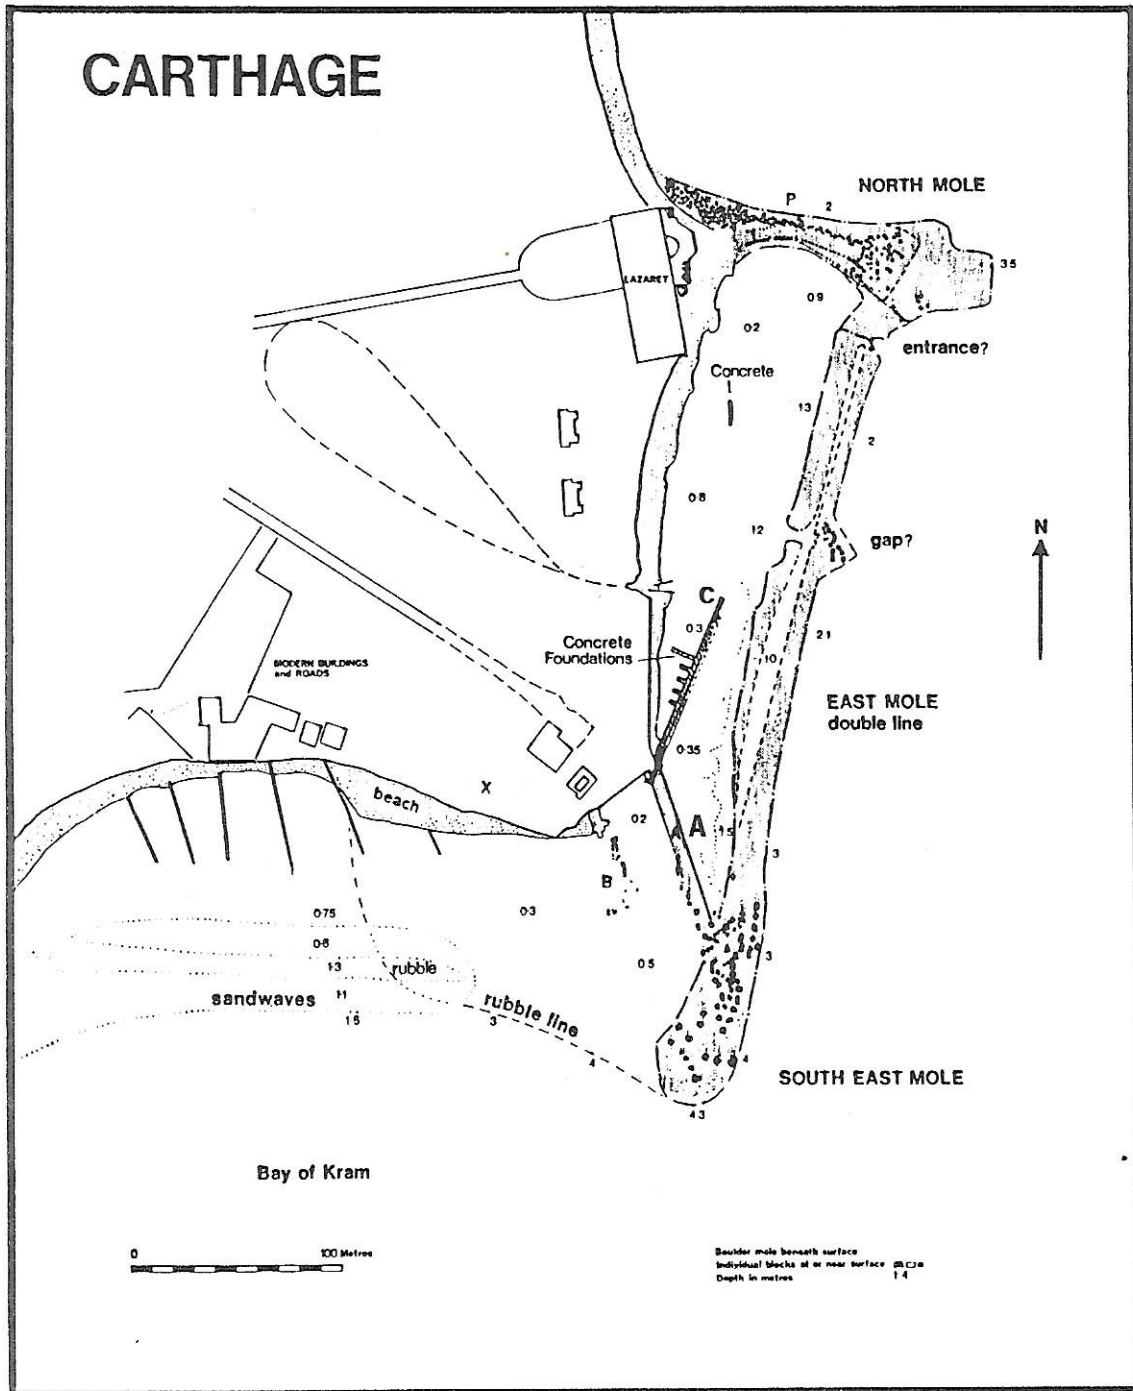 CARTHAGE
NORTH MOLE
P
2
35
LAZARET
0·9
0·2
entrance?
Concrete
1·3
2
0·8
1·2
gap?
N
C
0·3
2·1
Concrete
Foundations
1·0
MODERN BUILDINGS
and ROADS
EAST MOLE
double line
0·35
X
beach
0·2
A
1·5
3
B
0·75
0·3
0·6
3
1·3
rubble
0·5
sandwaves
1·1
rubble line
1·5
3
4
4
SOUTH EAST MOLE
4·3
Bay of Kram
0
100 Metres
Boulder mole beneath surface
Individual blocks at or near surface
Depth in metres
1·4